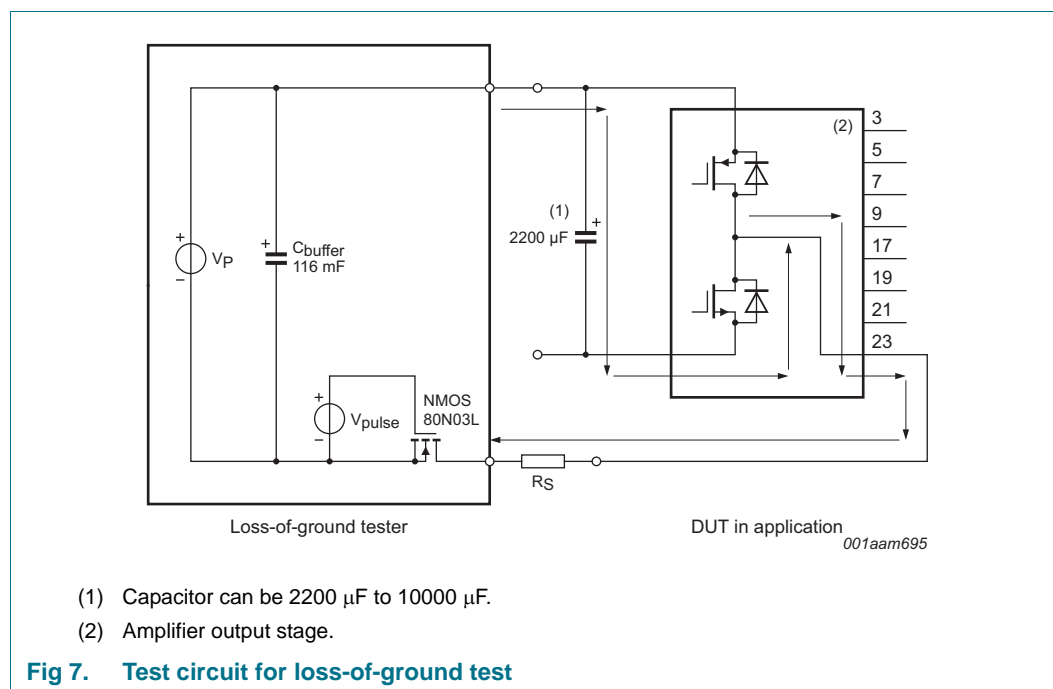 (2)
3
5
7
9
17
19
21
23
(1)
2200 μF
+
+
−
VP
+
Cbuffer
116 mF
+
−
Vpulse
NMOS
80N03L
RS
Loss-of-ground tester
DUT in application
001aam695
(1) Capacitor can be 2200 μF to 10000 μF.
(2) Amplifier output stage.
Fig 7. Test circuit for loss-of-ground test